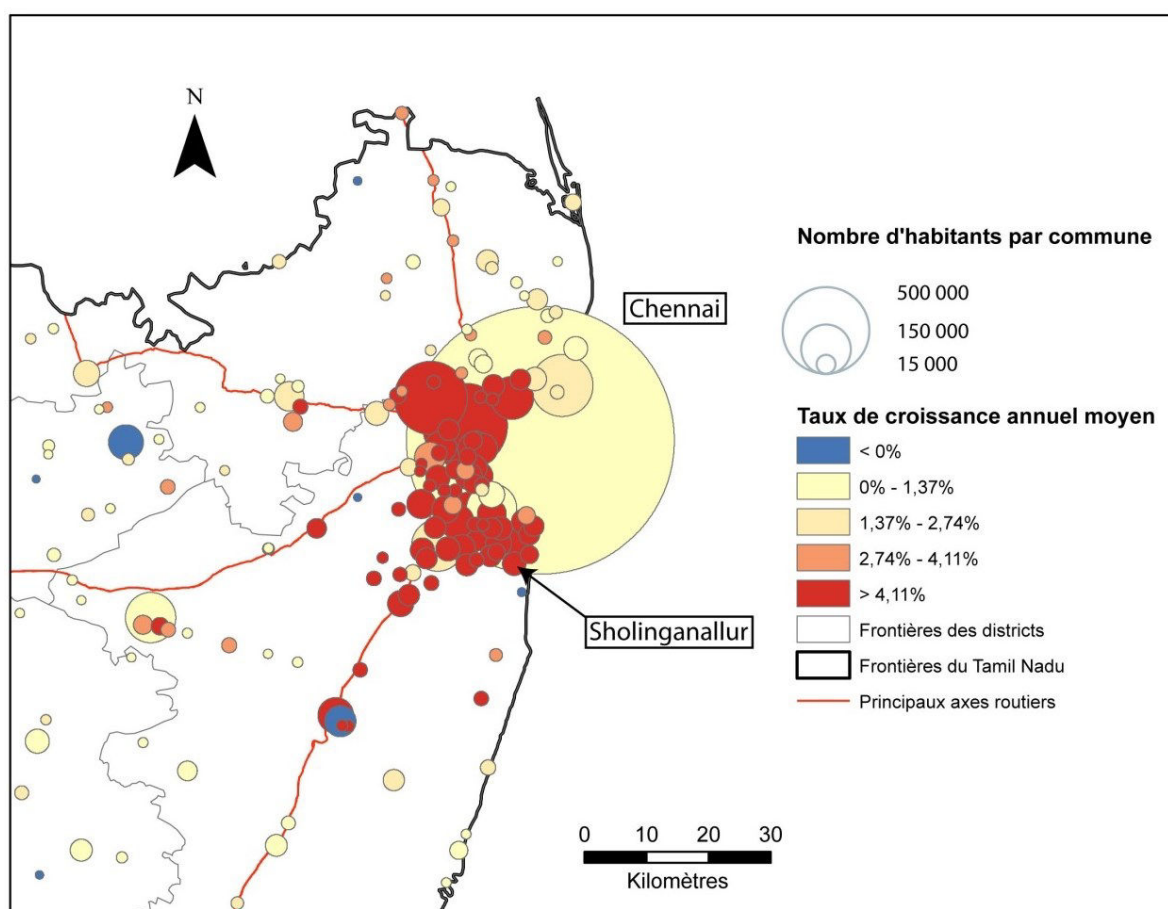 N
Chennai
Sholinganallur
Nombre d'habitants par commune
500 000
150 000
15 000
Taux de croissance annuel moyen
< 0%
0% - 1,37%
1,37% - 2,74%
2,74% - 4,11%
> 4,11%
Frontières des districts
Frontières du Tamil Nadu
Principaux axes routiers
0 10 20 30
Kilomètres